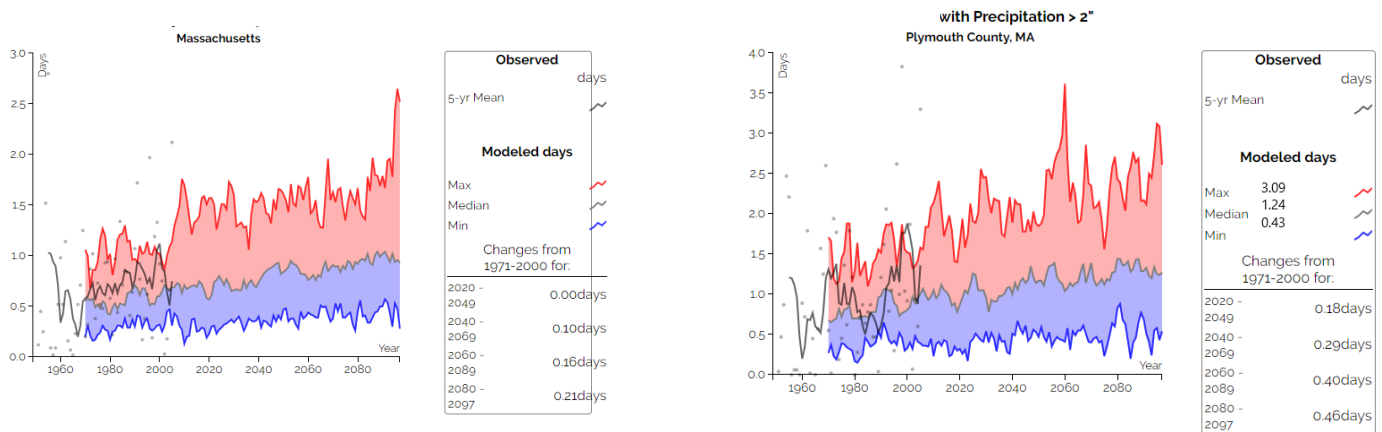 Massachusetts
3.0
Days
2.5
2.0
1.5
1.0
0.5
0.0
Year
1960 1980 2000 2020 2040 2060 2080
Observed
days
5-yr Mean
Modeled days
Max
Median
Min
Changes from
1971-2000 for:
2020 -
2049
0.00days
2040 -
2069
0.10days
2060 -
2089
0.16days
2080 -
2097
0.21days
with Precipitation > 2"
Plymouth County, MA
4.0
Days
3.5
3.0
2.5
2.0
1.5
1.0
0.5
0.0
Year
1960 1980 2000 2020 2040 2060 2080
Observed
days
5-yr Mean
Modeled days
Max 3.09
Median 1.24
Min 0.43
Changes from
1971-2000 for:
2020 -
2049
0.18days
2040 -
2069
0.29days
2060 -
2089
0.40days
2080 -
2097
0.46days